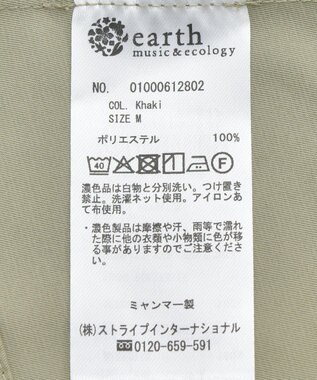 earth
music&ecology
NO. 01000612802
COL. Khaki
SIZE M
ポリエステル 100%
40 F
濃色品は白物と分別洗い。つけ置き
禁止。洗濯ネット使用。アイロンあ
て布使用。
・濃色製品は摩擦や汗、雨等で濡れ
た際に他の衣類や小物類に色が移
る事がありますのでご注意くださ
い。
ミャンマー製
(株)ストライプインターナショナル
0120-659-591